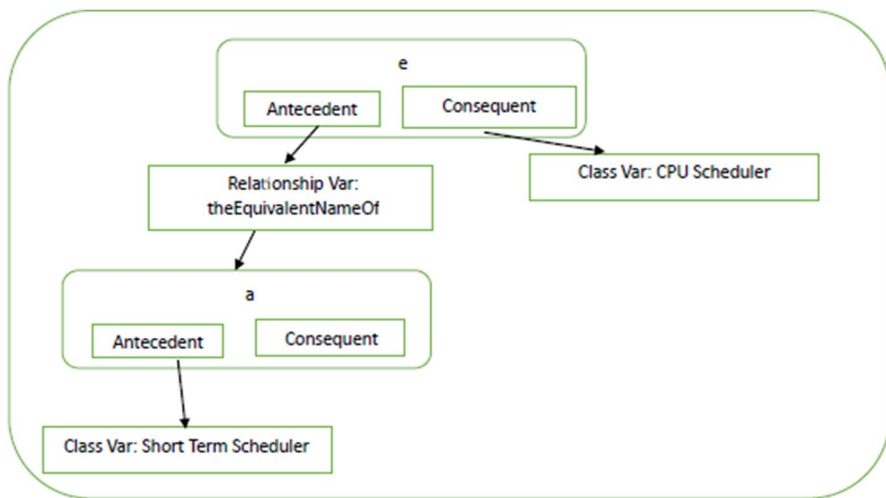 e
Antecedent
Consequent
Class Var: CPU Scheduler
Relationship Var:
theEquivalentNameOf
a
Antecedent
Consequent
Class Var: Short Term Scheduler